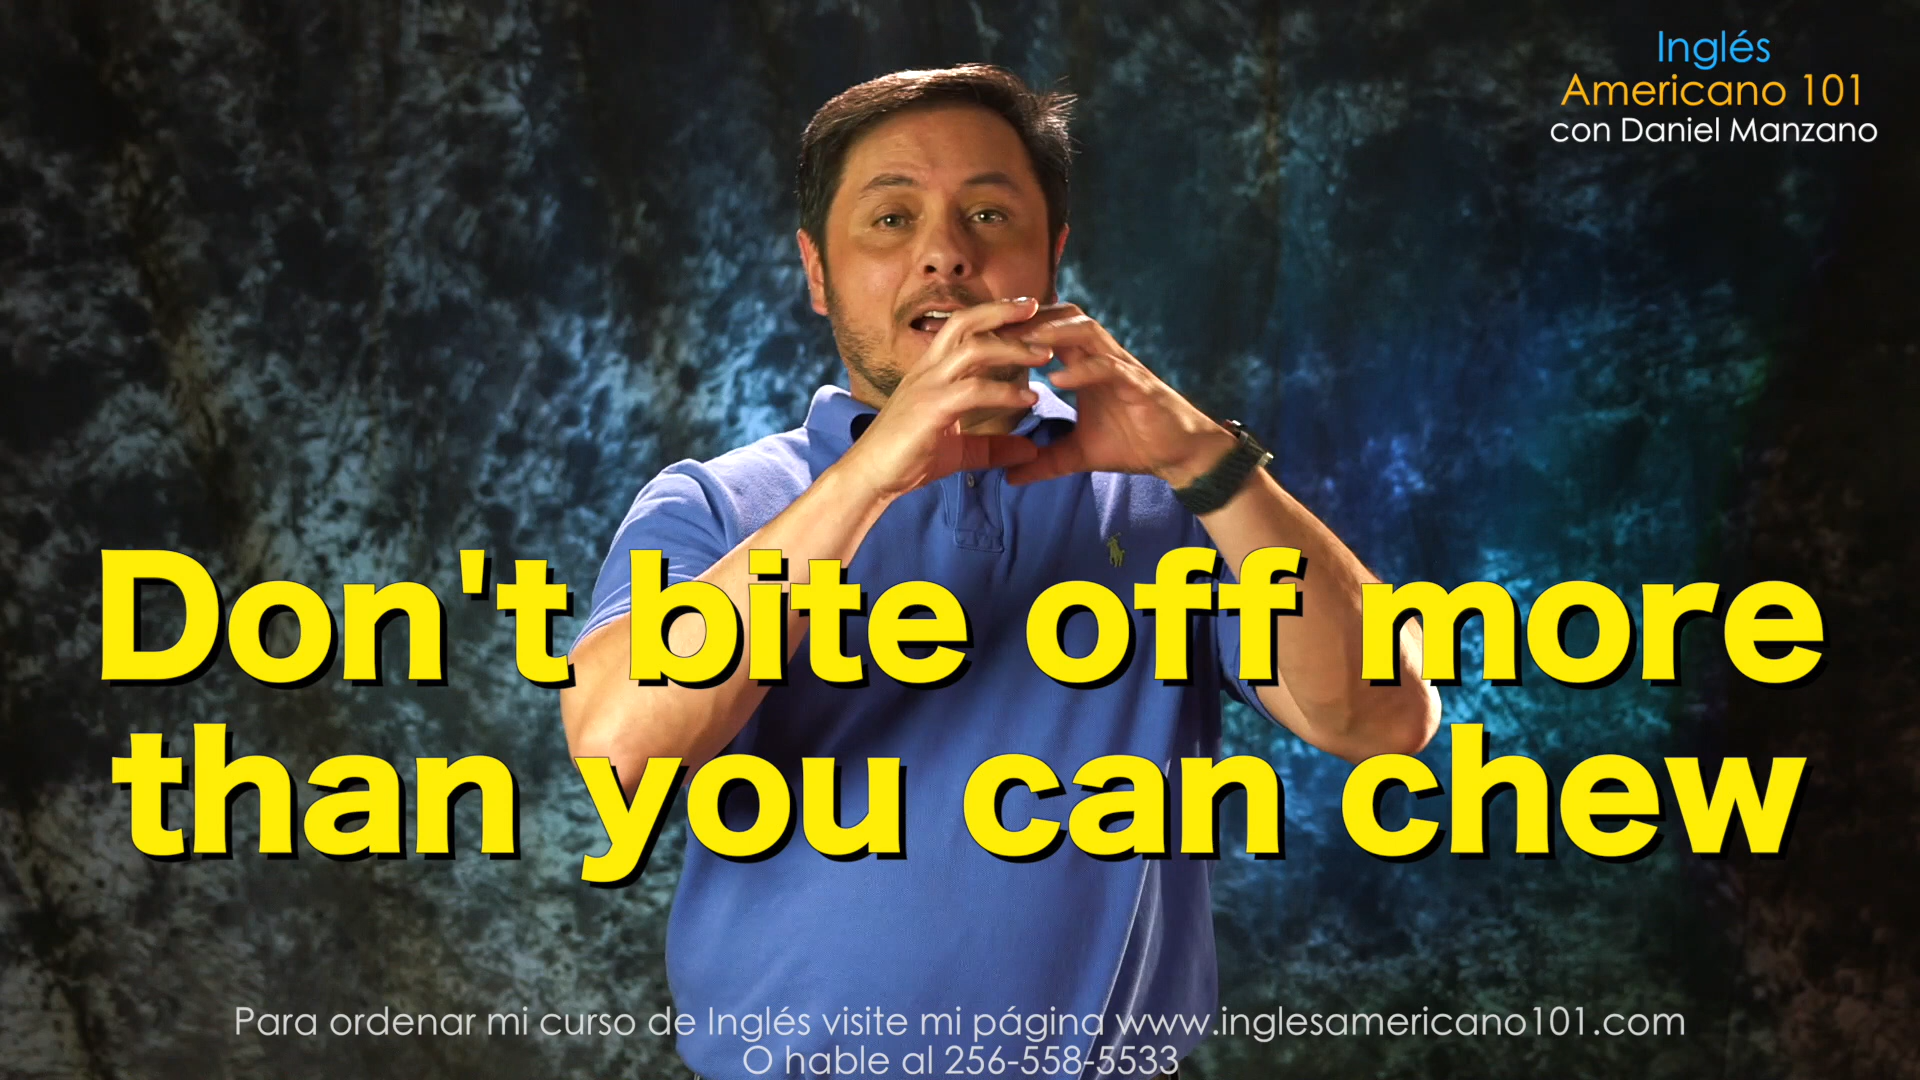 Inglés
Americano 101
con Daniel Manzano
Don't bite off more
than you can chew
Para ordenar mi curso de Inglés visite mi página www.inglesamericano101.com
O hable al 256-558-5533